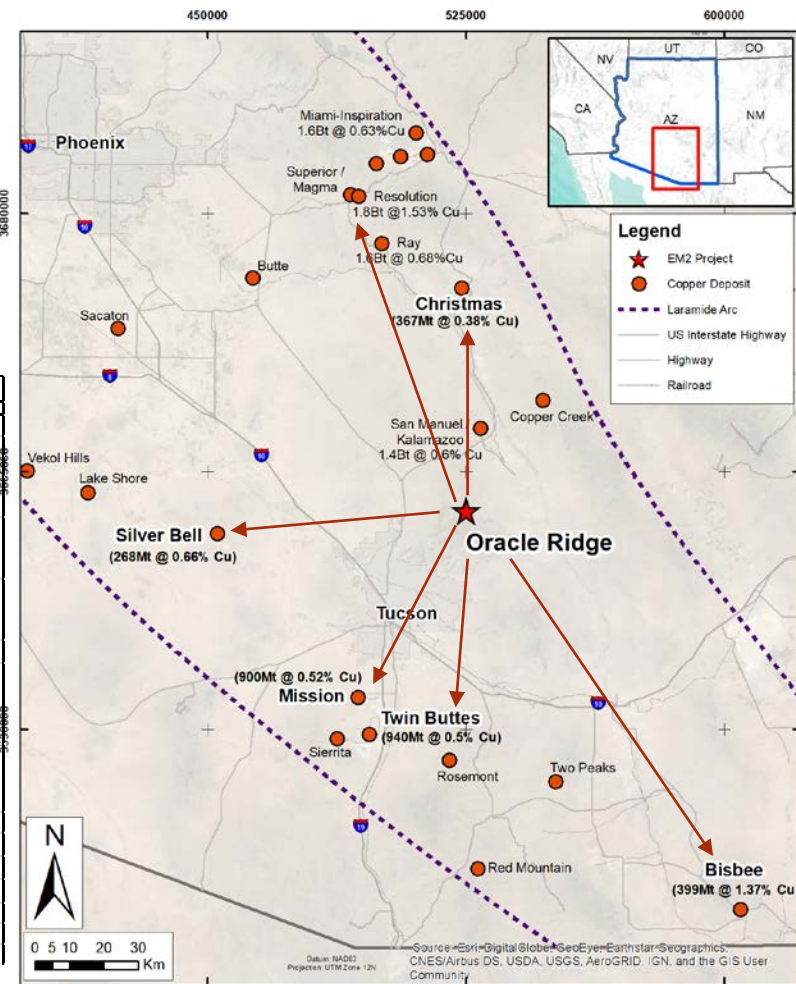 450000 525000 600000
NV UT CO
CA AZ NM
Phoenix
Miami-Inspiration
1.6Bt @ 0.63%Cu
Superior /
Magma
Resolution
1.8Bt @1.53% Cu
Ray
1.6Bt @ 0.68%Cu
Butte
Christmas
(367Mt @ 0.38% Cu)
Sacaton
Copper Creek
San Manuel
Kalamazoo
1.4Bt @ 0.6% Cu
Vekol Hills
Lake Shore
Silver Bell
(268Mt @ 0.66% Cu)
Oracle Ridge
Tucson
(900Mt @ 0.52% Cu)
Mission
Twin Buttes
(940Mt @ 0.5% Cu)
Sierrita
Rosemont
Two Peaks
Red Mountain
Bisbee
(399Mt @ 1.37% Cu
Legend
EM2 Project
Copper Deposit
Laramide Arc
US Interstate Highway
Highway
Railroad
3680000
10
8
10
10
19
N
0 5 10 20 30
Km
Datum: NAD83
Projection: UTM Zone 12N
Source: Esri, DigitalGlobe, GeoEye, Earthstar Geographics,
CNES/Airbus DS, USDA, USGS, AeroGRID, IGN, and the GIS User
Community